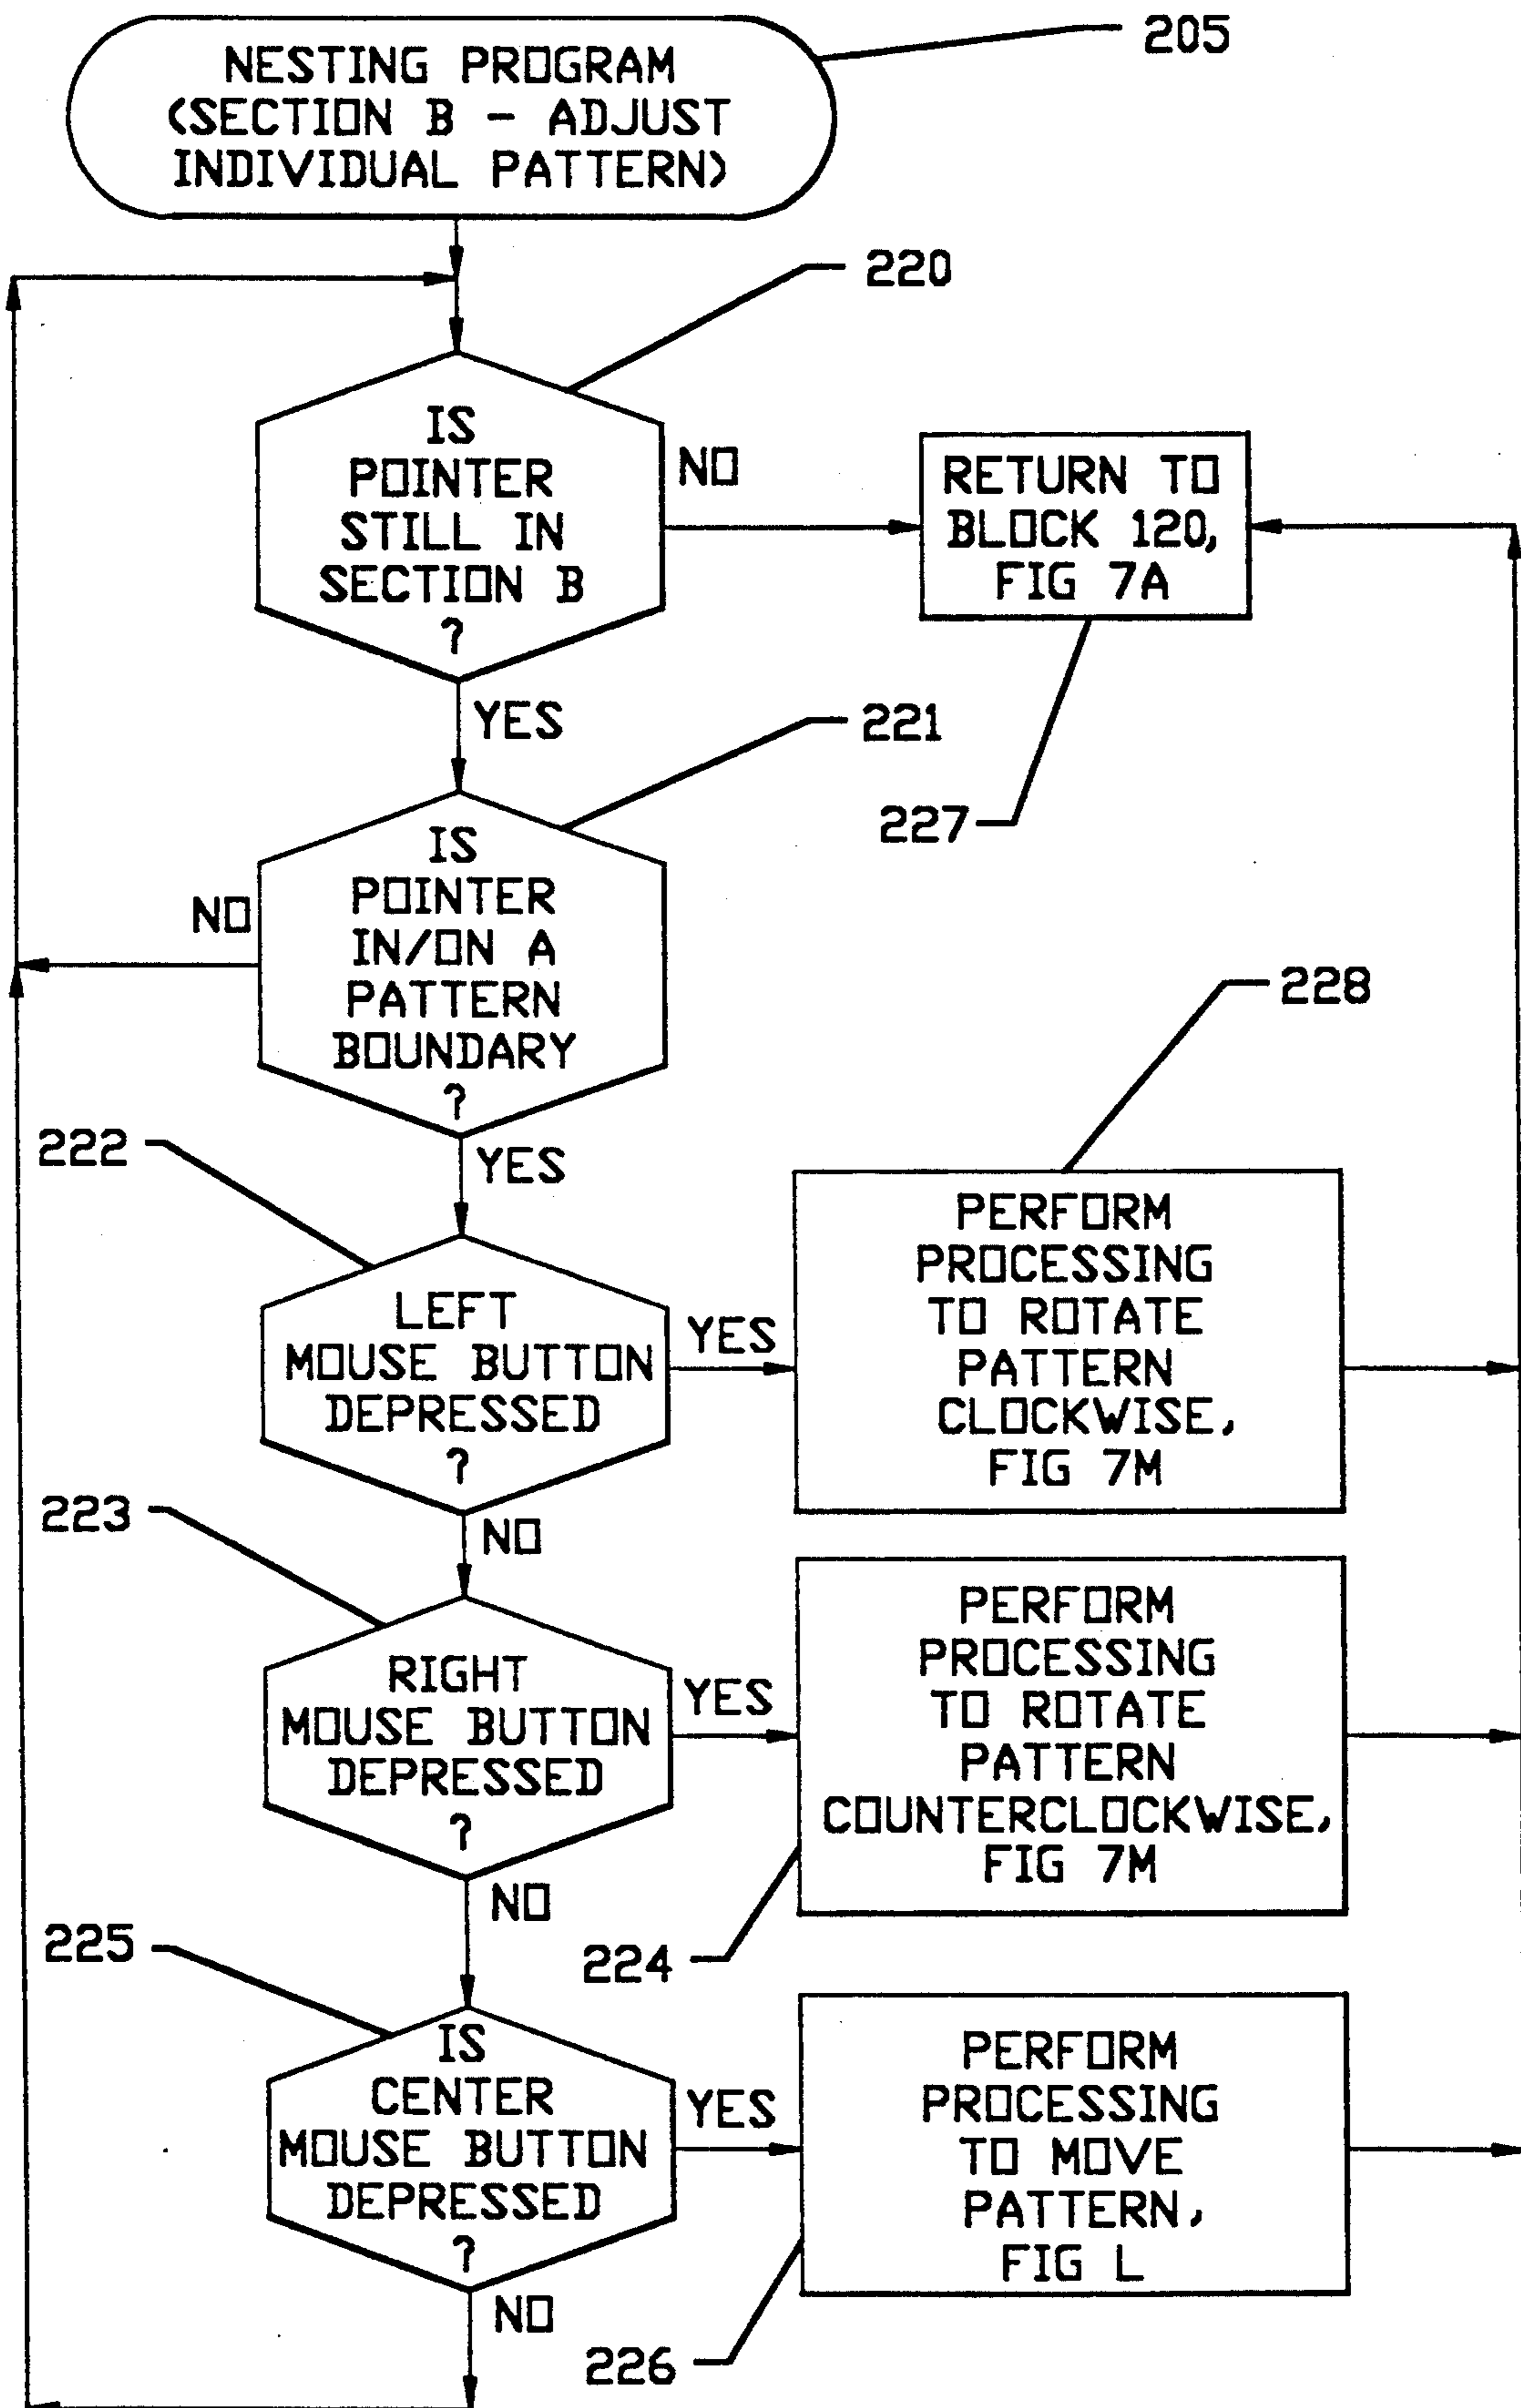 205
NESTING PROGRAM
(SECTION B - ADJUST
INDIVIDUAL PATTERN)
220
IS
POINTER
STILL IN
SECTION B
?
NO
RETURN TO
BLOCK 120,
FIG 7A
227
YES
221
IS
POINTER
IN/ON A
PATTERN
BOUNDARY
?
NO
YES
222
LEFT
MOUSE BUTTON
DEPRESSED
?
YES
228
PERFORM
PROCESSING
TO ROTATE
PATTERN
CLOCKWISE,
FIG 7M
NO
223
RIGHT
MOUSE BUTTON
DEPRESSED
?
YES
PERFORM
PROCESSING
TO ROTATE
PATTERN
COUNTERCLOCKWISE,
FIG 7M
224
NO
225
IS
CENTER
MOUSE BUTTON
DEPRESSED
?
YES
PERFORM
PROCESSING
TO MOVE
PATTERN,
FIG L
226
NO